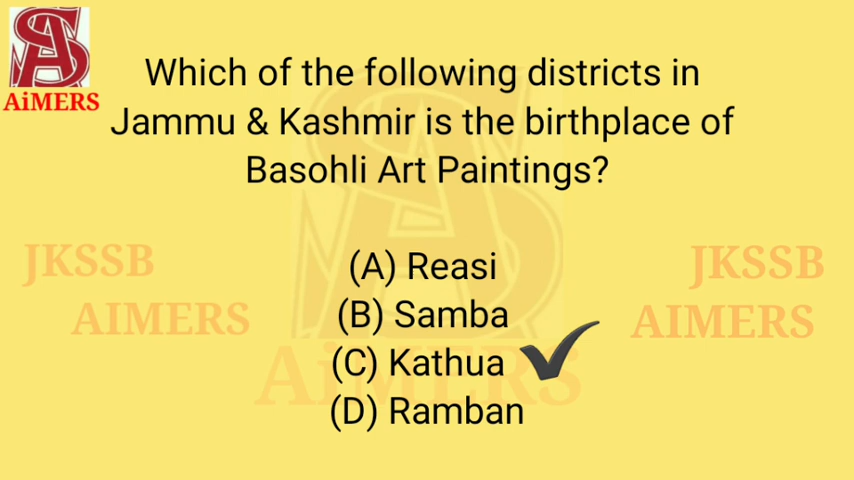 AiMERS
Which of the following districts in
Jammu & Kashmir is the birthplace of
Basohli Art Paintings?
(A) Reasi
(B) Samba
(C) Kathua
(D) Ramban
JKSSB
AIMERS
JKSSB
AIMERS
AiMERS